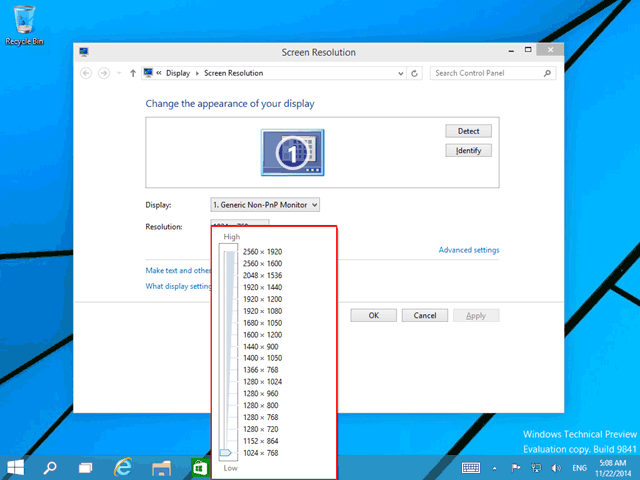 Recycle Bin
Screen Resolution
« Display › Screen Resolution
Search Control Panel
Change the appearance of your display
1
Detect
Identify
Display:
1. Generic Non-PnP Monitor
Resolution:
1024 × 768
High
2560 × 1920
2560 × 1600
2048 × 1536
1920 × 1440
1920 × 1200
1920 × 1080
1680 × 1050
1600 × 1200
1440 × 900
1400 × 1050
1366 × 768
1280 × 1024
1280 × 960
1280 × 800
1280 × 768
1280 × 720
1152 × 864
1024 × 768
Low
Advanced settings
Make text and other
What display setting
OK
Cancel
Apply
Windows Technical Preview
Evaluation copy. Build 9841
ENG
5:08 AM
11/22/2014